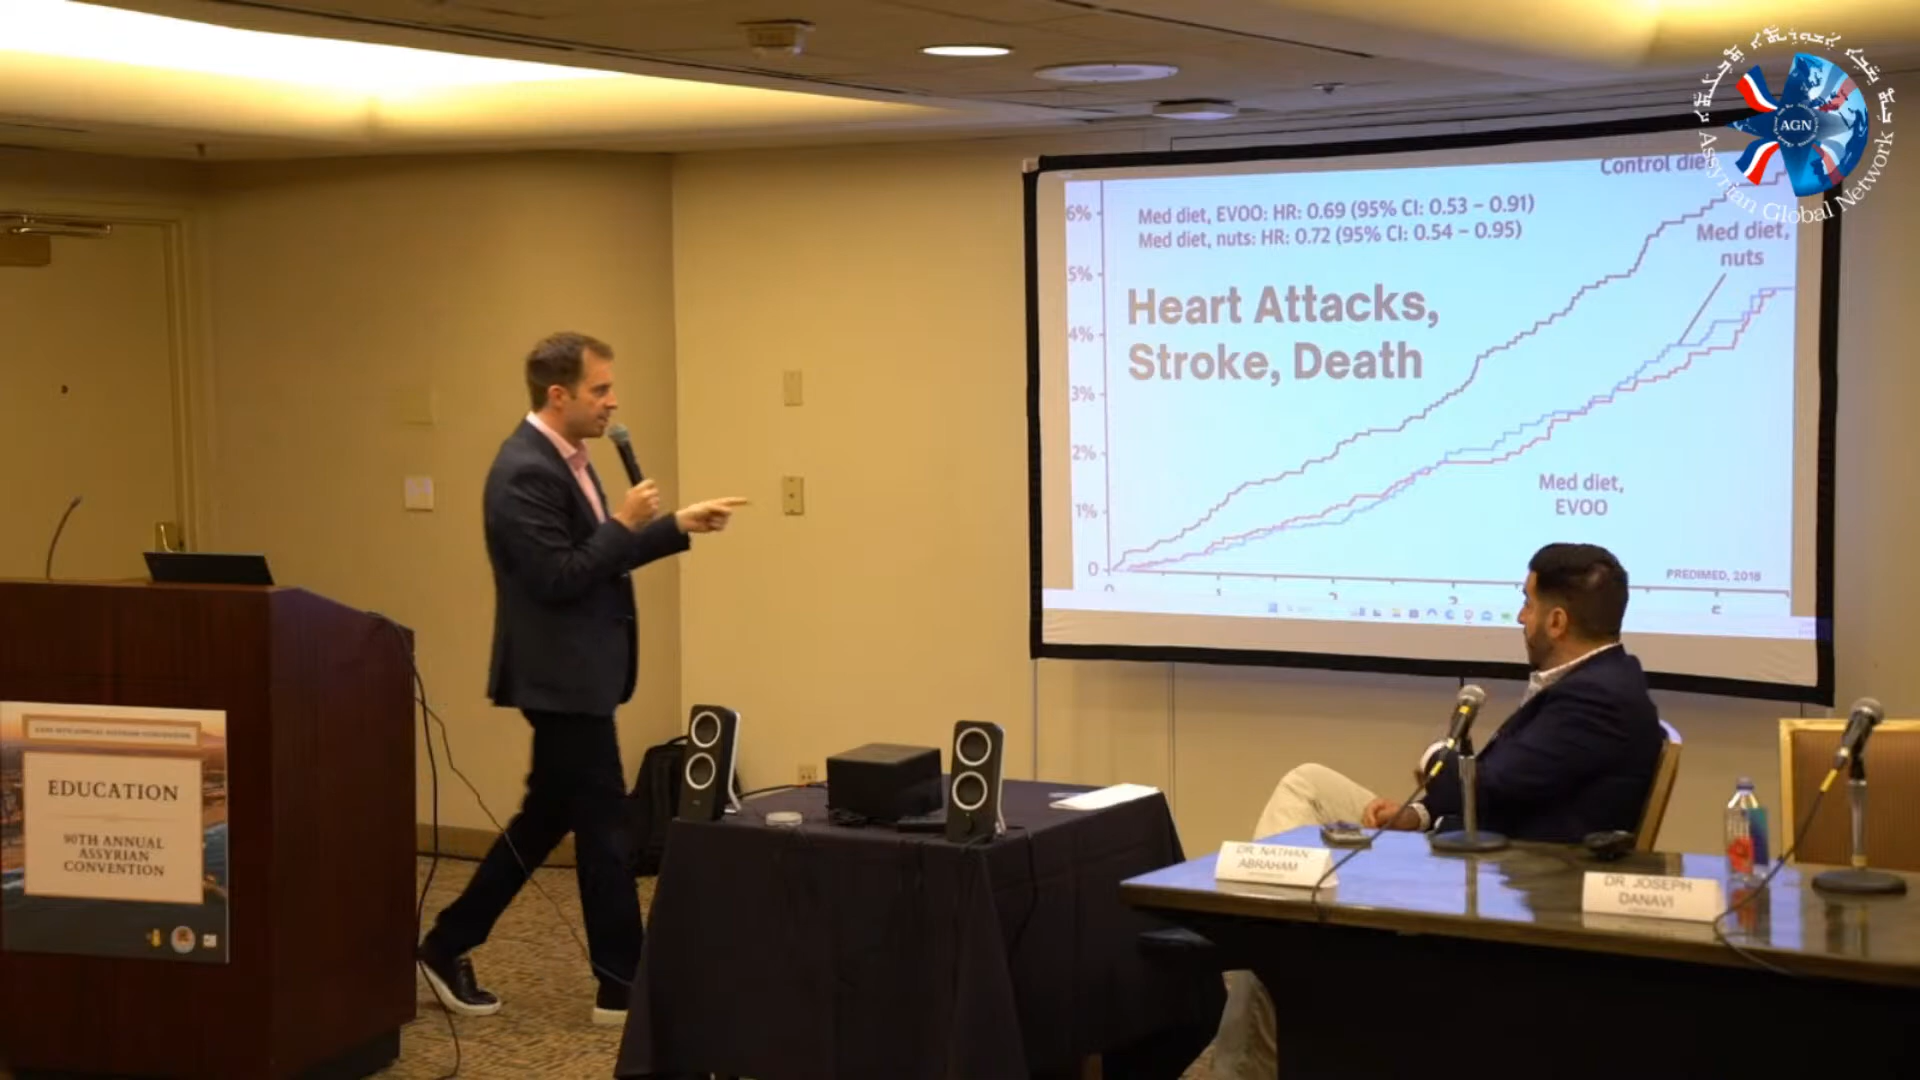 AGN
Assyrian Global Network
Control die
6%
Med diet, EVOO: HR: 0.69 (95% CI: 0.53 – 0.91)
Med diet, nuts: HR: 0.72 (95% CI: 0.54 – 0.95)
Med diet,
nuts
5%
Heart Attacks,
Stroke, Death
4%
3%
2%
Med diet,
EVOO
1%
0
PREDIMED, 2018
0
1
EDUCATION
90TH ANNUAL
ASSYRIAN
CONVENTION
DR. NATHAN
ABRAHAM
DR. JOSEPH
DANAVI